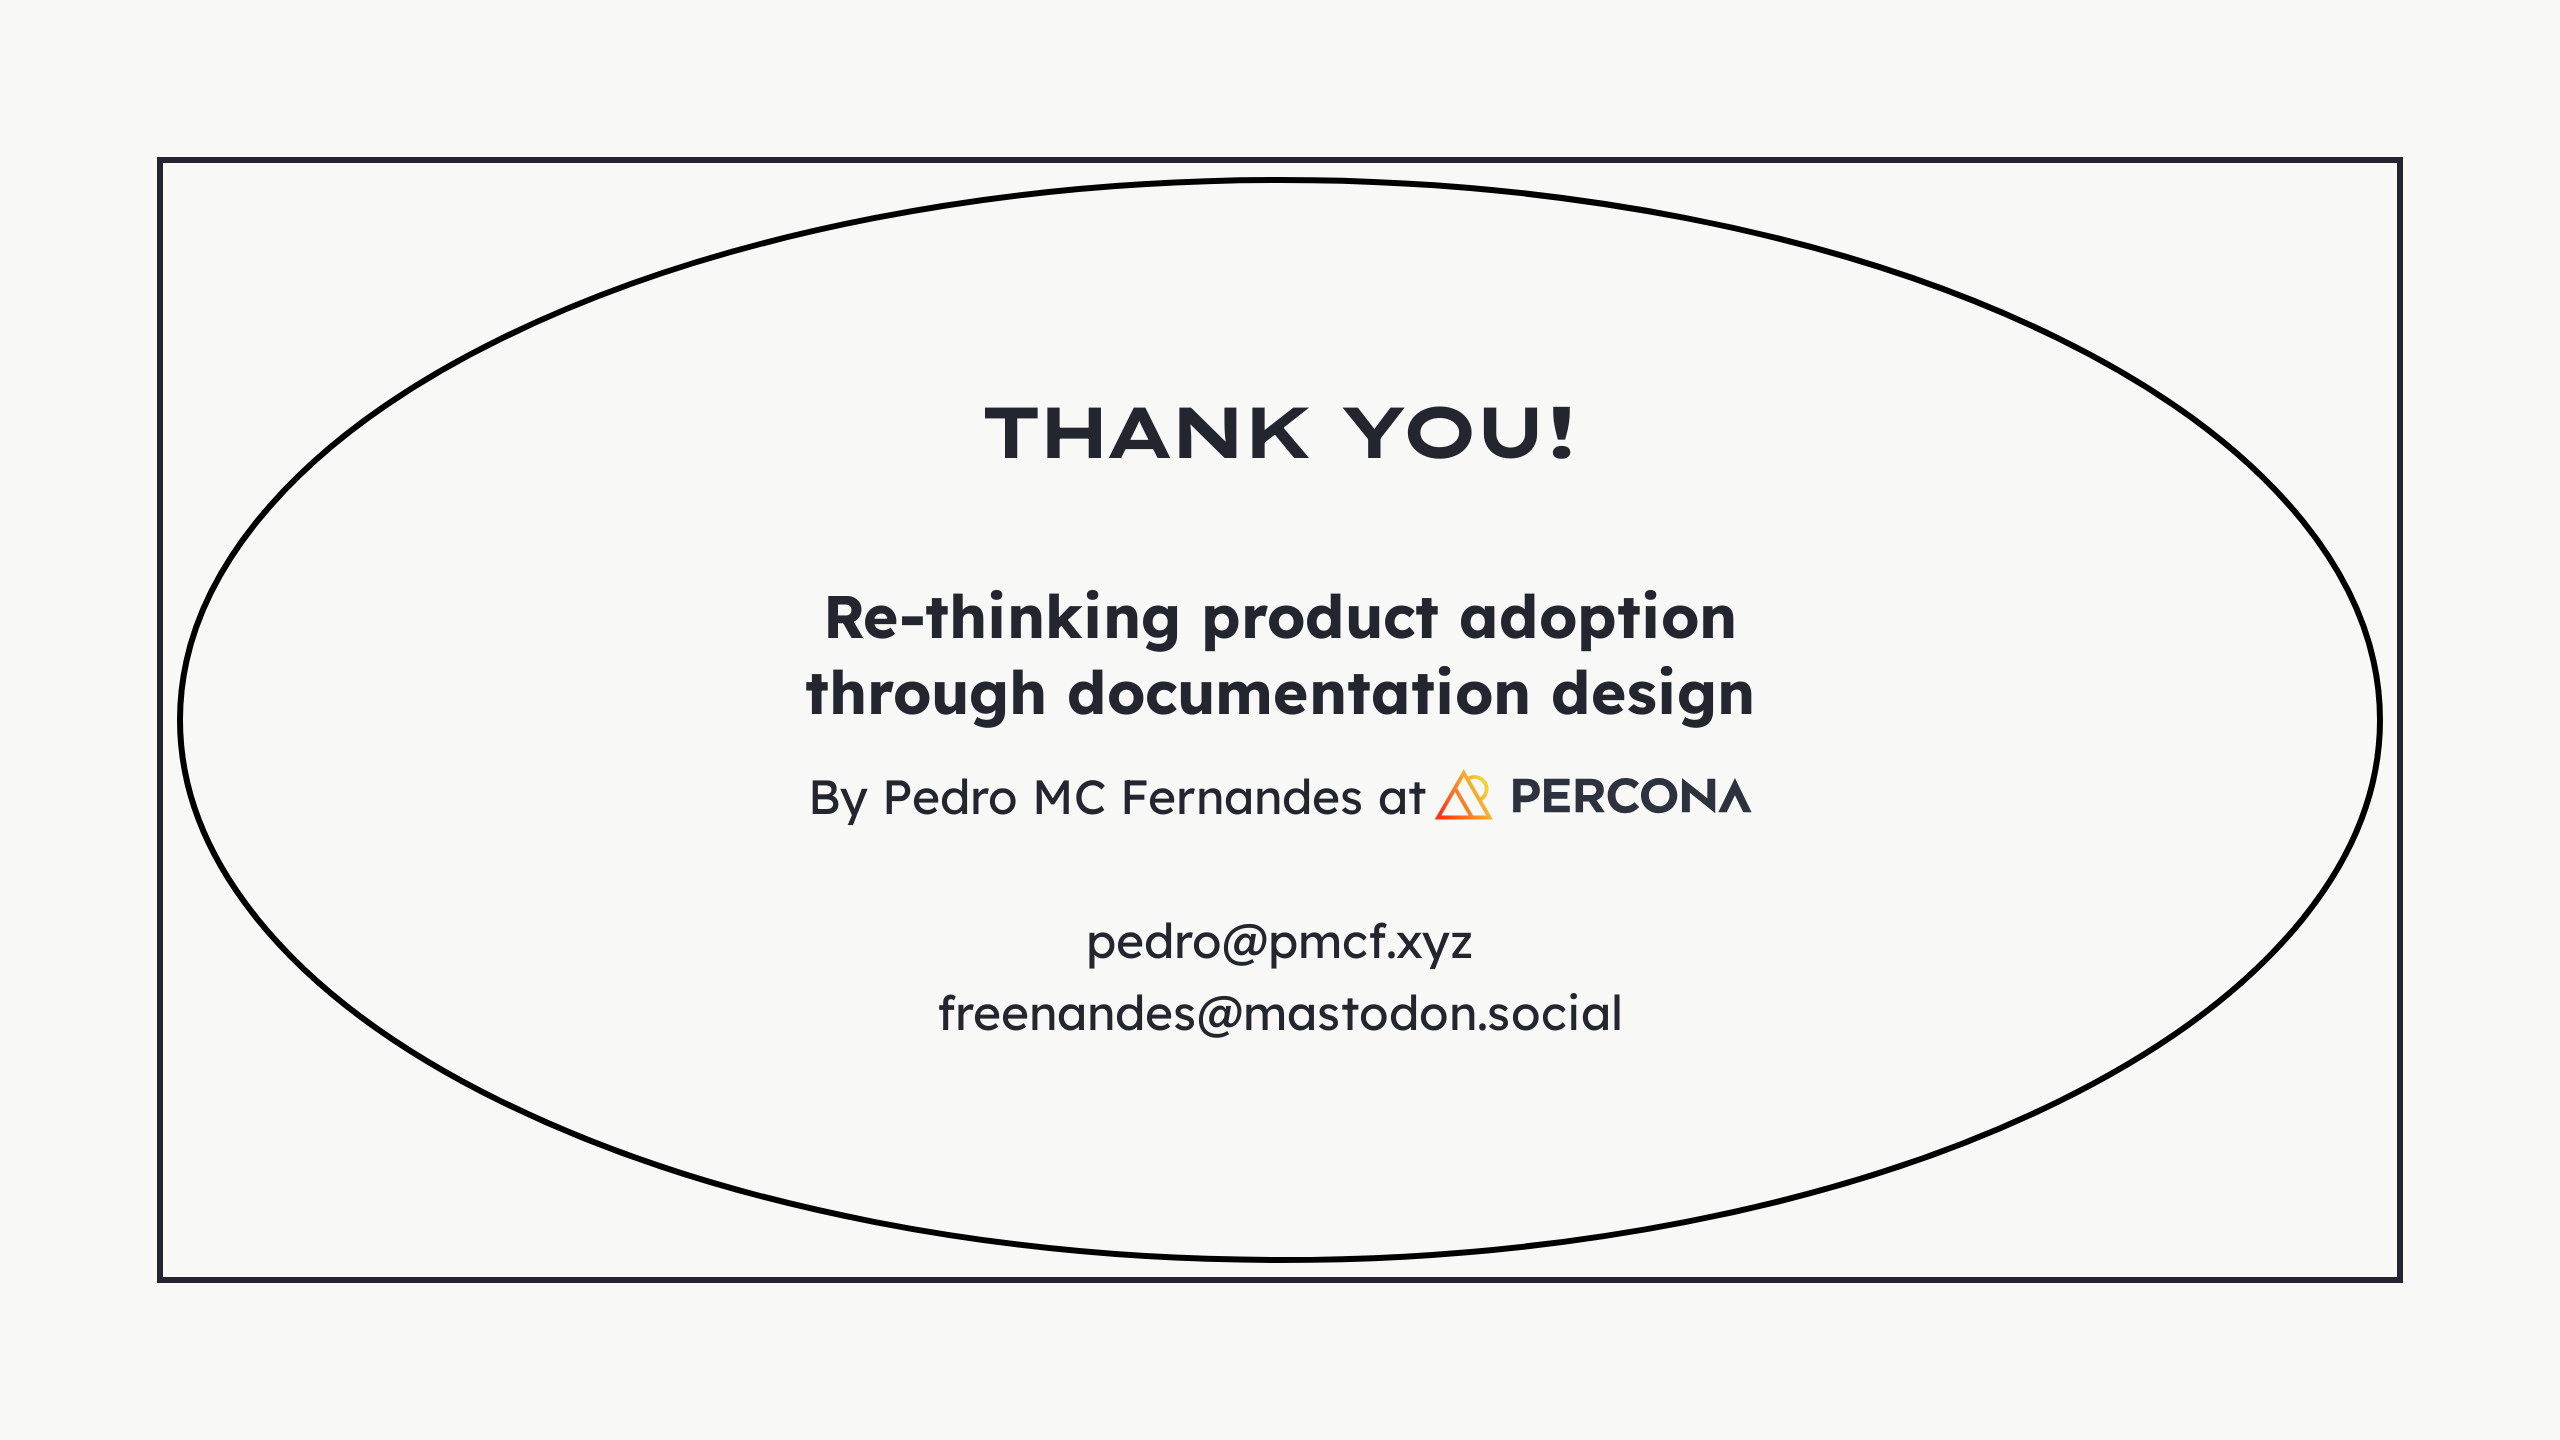 THANK YOU!
Re-thinking product adoption
through documentation design
By Pedro MC Fernandes at PERCONA
pedro@pmcf.xyz
freenandes@mastodon.social